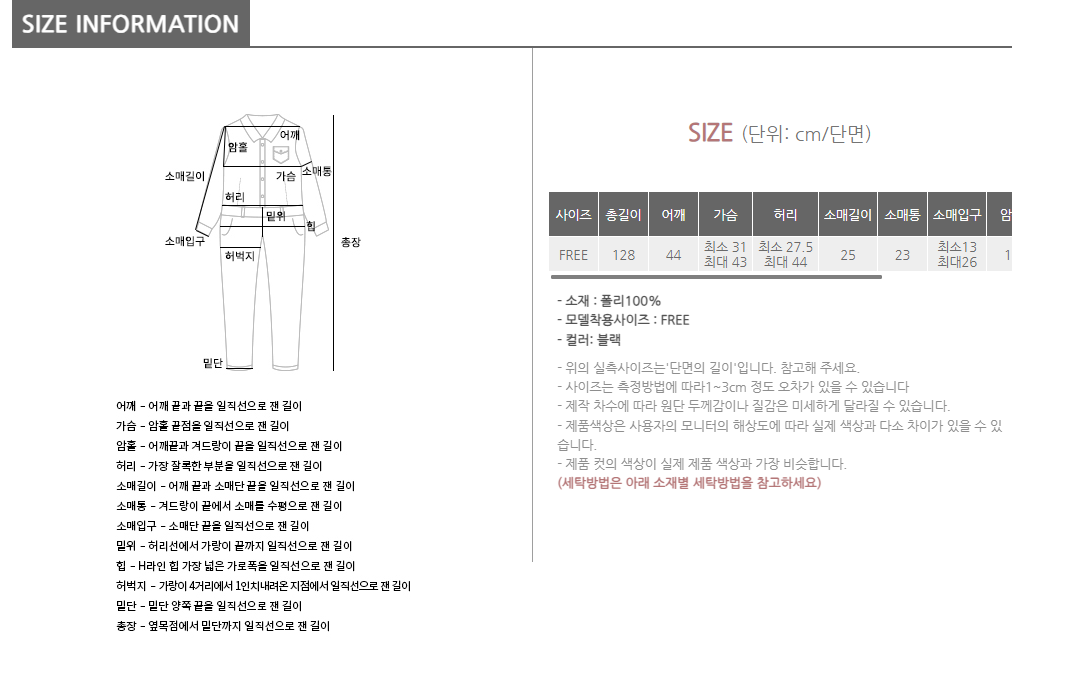 SIZE INFORMATION
어깨
암홀
소매통
소매길이
가슴
허리
밑위
힙
소매입구
총장
허벅지
밑단
어깨 - 어깨 끝과 끝을 일직선으로 잰 길이
가슴 - 암홀 끝점을 일직선으로 잰 길이
암홀 - 어깨끝과 겨드랑이 끝을 일직선으로 잰 길이
허리 - 가장 잘록한 부분을 일직선으로 잰 길이
소매길이 - 어깨 끝과 소매단 끝을 일직선으로 잰 길이
소매통 - 겨드랑이 끝에서 소매를 수평으로 잰 길이
소매입구 - 소매단 끝을 일직선으로 잰 길이
밑위 - 허리선에서 가랑이 끝까지 일직선으로 잰 길이
힙 - H라인 힙 가장 넓은 가로폭을 일직선으로 잰 길이
허벅지 - 가랑이 4거리에서 1인치내려온 지점에서 일직선으로 잰 길이
밑단 - 밑단 양쪽 끝을 일직선으로 잰 길이
총장 - 옆목점에서 밑단까지 일직선으로 잰 길이
SIZE (단위: cm/단면)
사이즈 총길이 어깨 가슴 허리 소매길이 소매통 소매입구 암
FREE 128 44 최소 31 최대 43 최소 27.5 최대 44 25 23 최소13 최대26 1
- 소재 : 폴리100%
- 모델착용사이즈 : FREE
- 컬러: 블랙
- 위의 실측사이즈는'단면의 길이'입니다. 참고해 주세요.
- 사이즈는 측정방법에 따라1~3cm 정도 오차가 있을 수 있습니다
- 제작 차수에 따라 원단 두께감이나 질감은 미세하게 달라질 수 있습니다.
- 제품색상은 사용자의 모니터의 해상도에 따라 실제 색상과 다소 차이가 있을 수 있
습니다.
- 제품 컷의 색상이 실제 제품 색상과 가장 비슷합니다.
(세탁방법은 아래 소재별 세탁방법을 참고하세요)